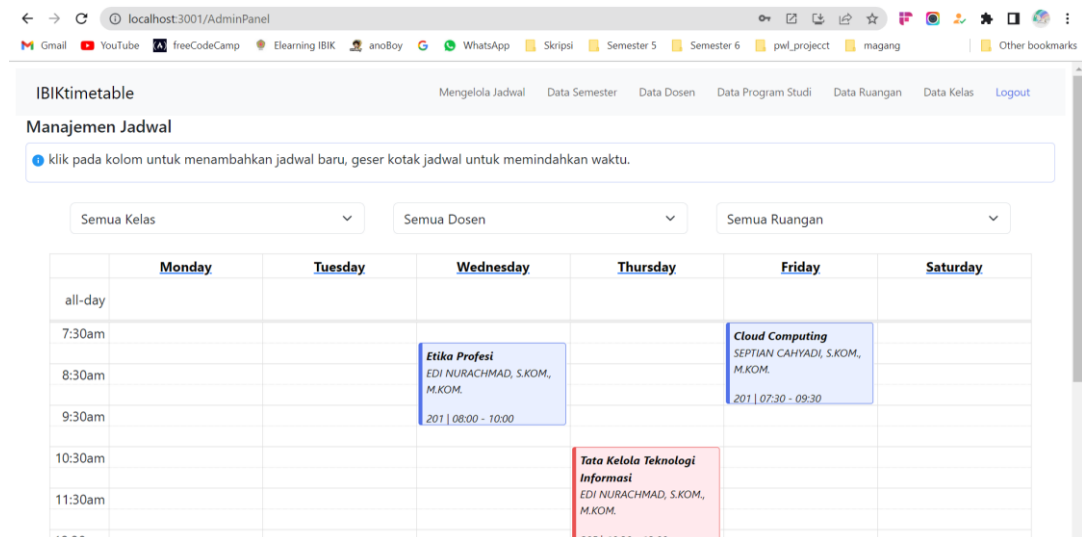 localhost:3001/AdminPanel
Gmail YouTube freeCodeCamp Elearning IBIK anoBoy WhatsApp Skripsi Semester 5 Semester 6 pwl_projecct magang Other bookmarks
IBIKtimetable Mengelola Jadwal Data Semester Data Dosen Data Program Studi Data Ruangan Data Kelas Logout
Manajemen Jadwal
klik pada kolom untuk menambahkan jadwal baru, geser kotak jadwal untuk memindahkan waktu.
Semua Kelas Semua Dosen Semua Ruangan
Monday Tuesday Wednesday Thursday Friday Saturday
all-day
7:30am
8:30am
9:30am
10:30am
11:30am
Etika Profesi
EDI NURACHMAD, S.KOM.,
M.KOM.
201 | 08:00 - 10:00
Tata Kelola Teknologi
Informasi
EDI NURACHMAD, S.KOM.,
M.KOM.
Cloud Computing
SEPTIAN CAHYADI, S.KOM.,
M.KOM.
201 | 07:30 - 09:30